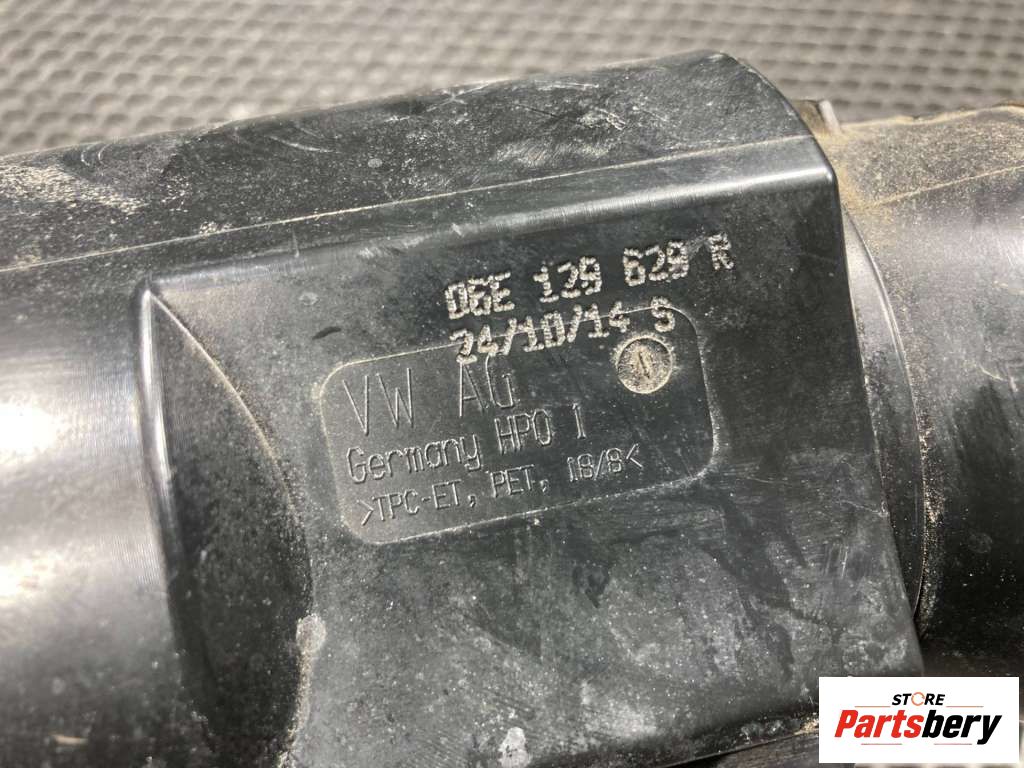 06E 129 629 R
24/10/14 S
VW AG
Germany HPO 1
>TPC-ET, PET, 18/8<
STORE
Partsbery